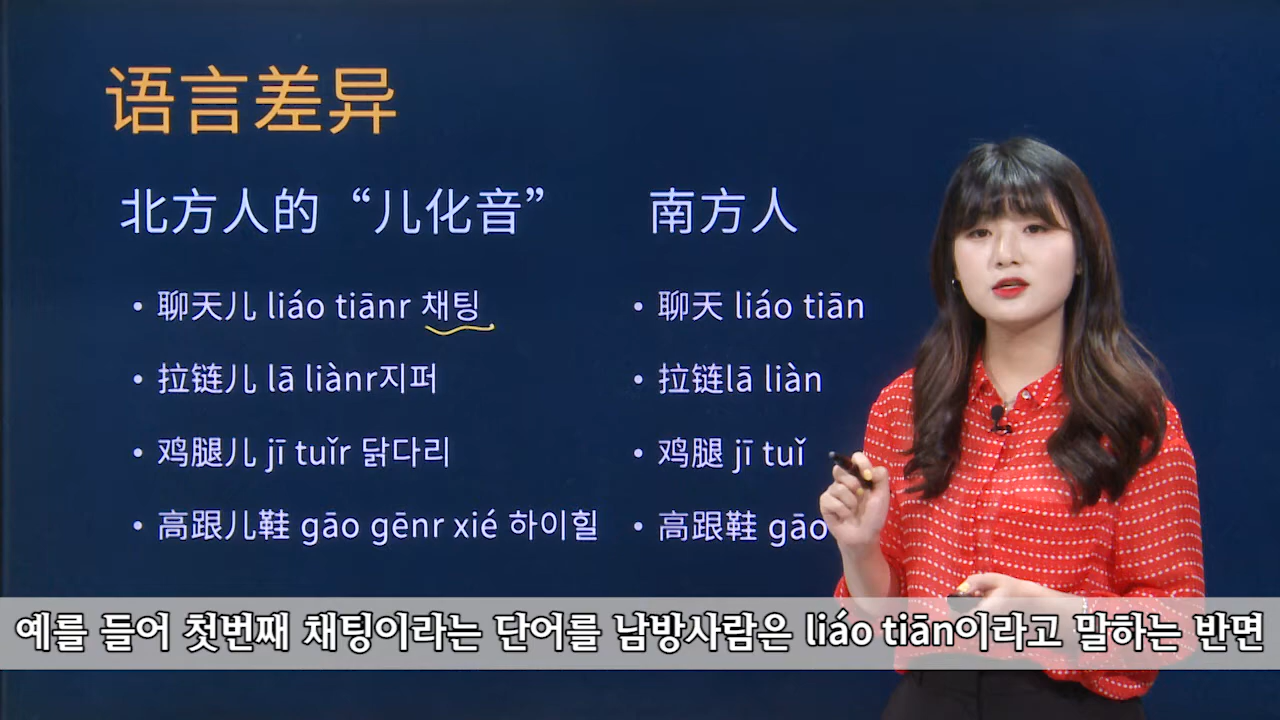 语言差异
北方人的“儿化音”
南方人
• 聊天儿 liáo tiānr 채팅
• 拉链儿 lā liànr지퍼
• 鸡腿儿 jī tuǐr 닭다리
• 高跟儿鞋 gāo gēnr xié 하이힐
• 聊天 liáo tiān
• 拉链lā liàn
• 鸡腿 jī tuǐ
• 高跟鞋 gāo
예를 들어 첫번째 채팅이라는 단어를 남방사람은 liáo tiān이라고 말하는 반면